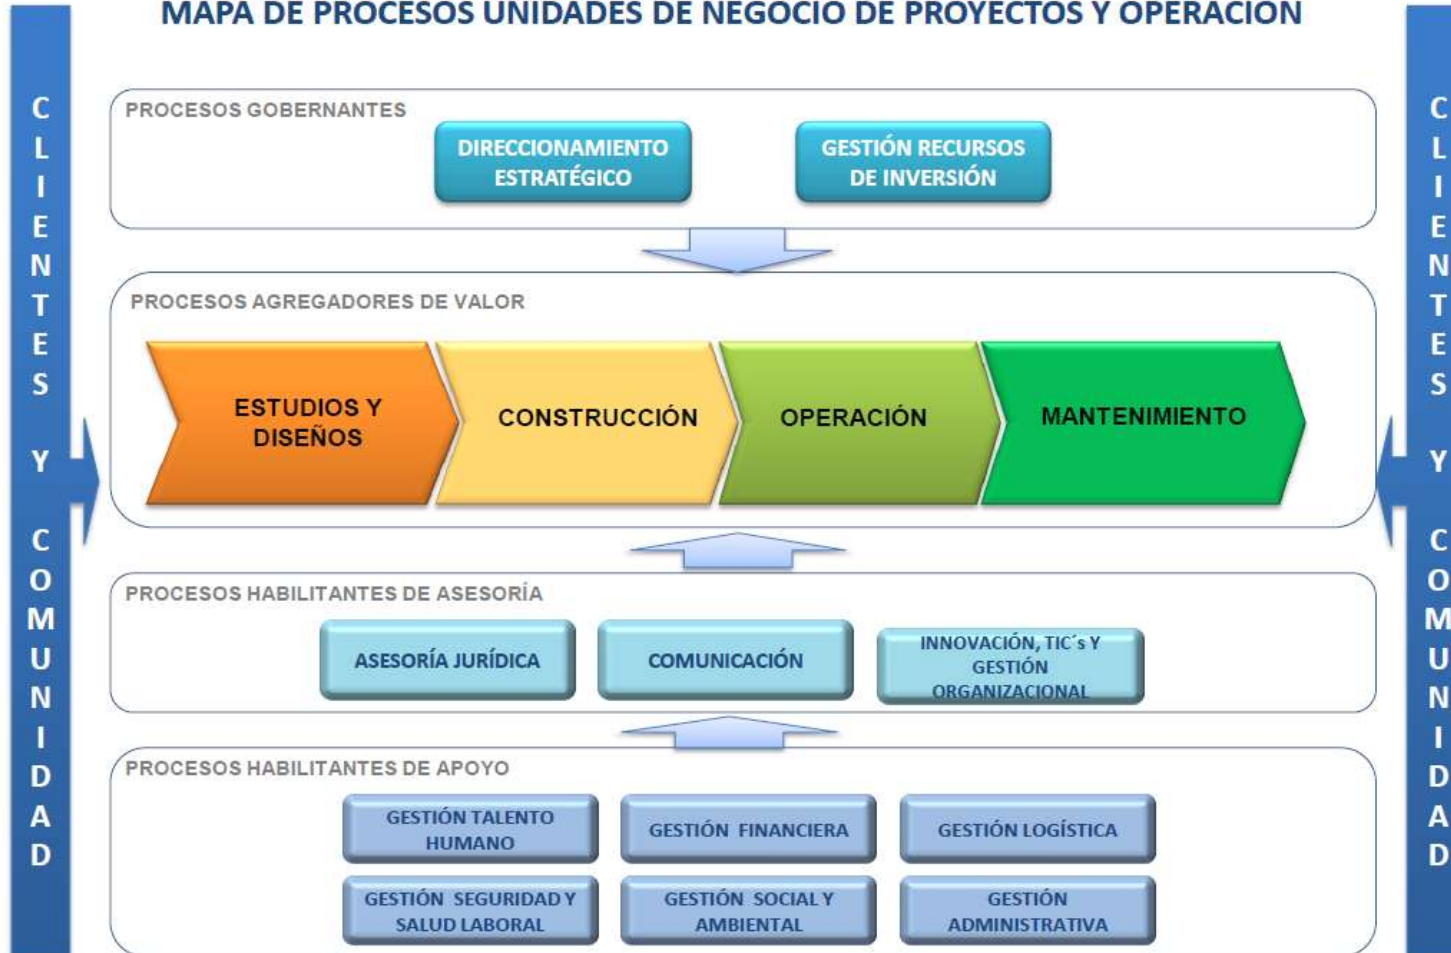 MAPA DE PROCESOS UNIDADES DE NEGOCIO DE PROYECTOS Y OPERACIÓN
CLIENTES Y COMUNIDAD
PROCESOS GOBERNANTES
DIRECCIONAMIENTO
ESTRATÉGICO
GESTIÓN RECURSOS
DE INVERSIÓN
PROCESOS AGREGADORES DE VALOR
ESTUDIOS Y
DISEÑOS
CONSTRUCCIÓN
OPERACIÓN
MANTENIMIENTO
PROCESOS HABILITANTES DE ASESORÍA
ASESORÍA JURÍDICA
COMUNICACIÓN
INNOVACIÓN, TIC´s Y
GESTIÓN
ORGANIZACIONAL
PROCESOS HABILITANTES DE APOYO
GESTIÓN TALENTO
HUMANO
GESTIÓN FINANCIERA
GESTIÓN LOGÍSTICA
GESTIÓN SEGURIDAD Y
SALUD LABORAL
GESTIÓN SOCIAL Y
AMBIENTAL
GESTIÓN
ADMINISTRATIVA
CLIENTES Y COMUNIDAD